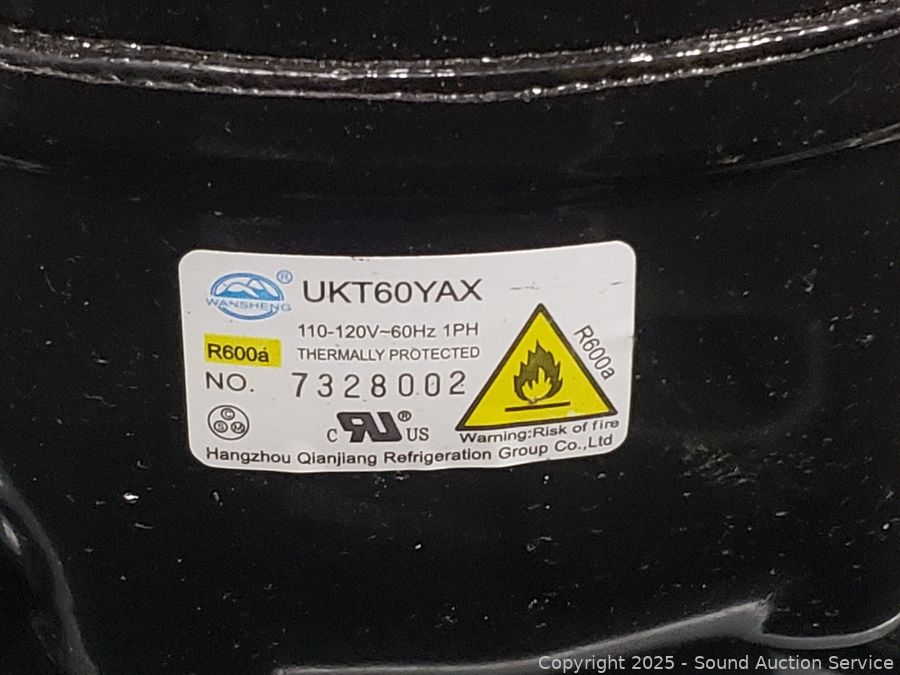 WANSHENG ®
UKT60YAX
110-120V~60Hz 1PH
R600a
THERMALLY PROTECTED
NO. 7328002
R600a
C
S M
C RU ® US
Warning:Risk of fire
Hangzhou Qianjiang Refrigeration Group Co.,Ltd
Copyright 2025 - Sound Auction Service